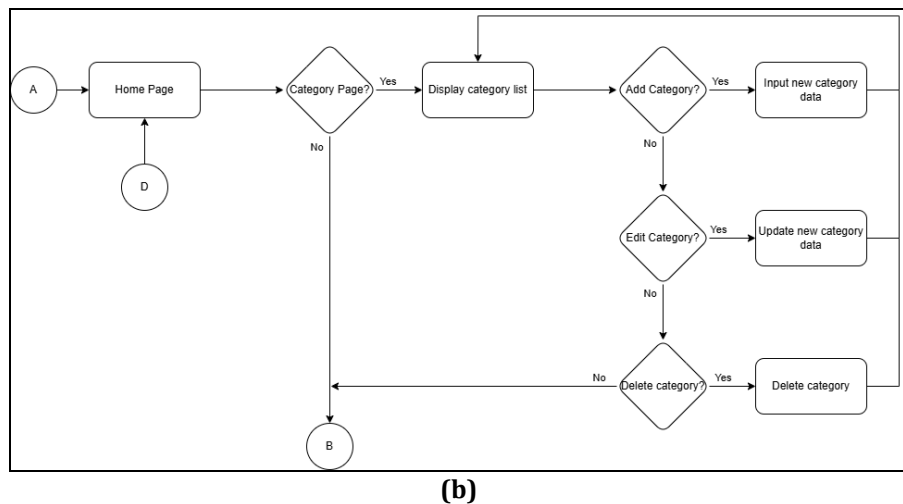 A
Home Page
Category Page?
Yes
Display category list
Add Category?
Yes
Input new category
data
No
No
D
Edit Category?
Yes
Update new category
data
No
No
Delete category?
Yes
Delete category
B
(b)